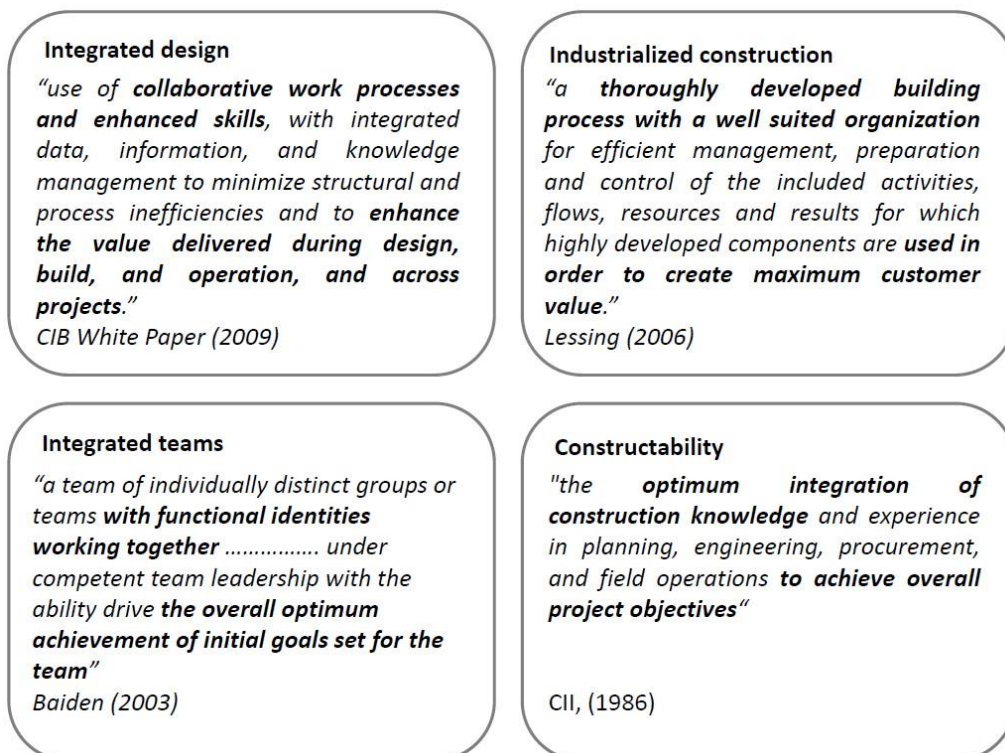 Integrated design
“use of collaborative work processes
and enhanced skills, with integrated
data, information, and knowledge
management to minimize structural and
process inefficiencies and to enhance
the value delivered during design,
build, and operation, and across
projects.”
CIB White Paper (2009)
Industrialized construction
“a thoroughly developed building
process with a well suited organization
for efficient management, preparation
and control of the included activities,
flows, resources and results for which
highly developed components are used in
order to create maximum customer
value.”
Lessing (2006)
Integrated teams
“a team of individually distinct groups or
teams with functional identities
working together ................ under
competent team leadership with the
ability drive the overall optimum
achievement of initial goals set for the
team”
Baiden (2003)
Constructability
"the optimum integration of
construction knowledge and experience
in planning, engineering, procurement,
and field operations to achieve overall
project objectives“
CII, (1986)